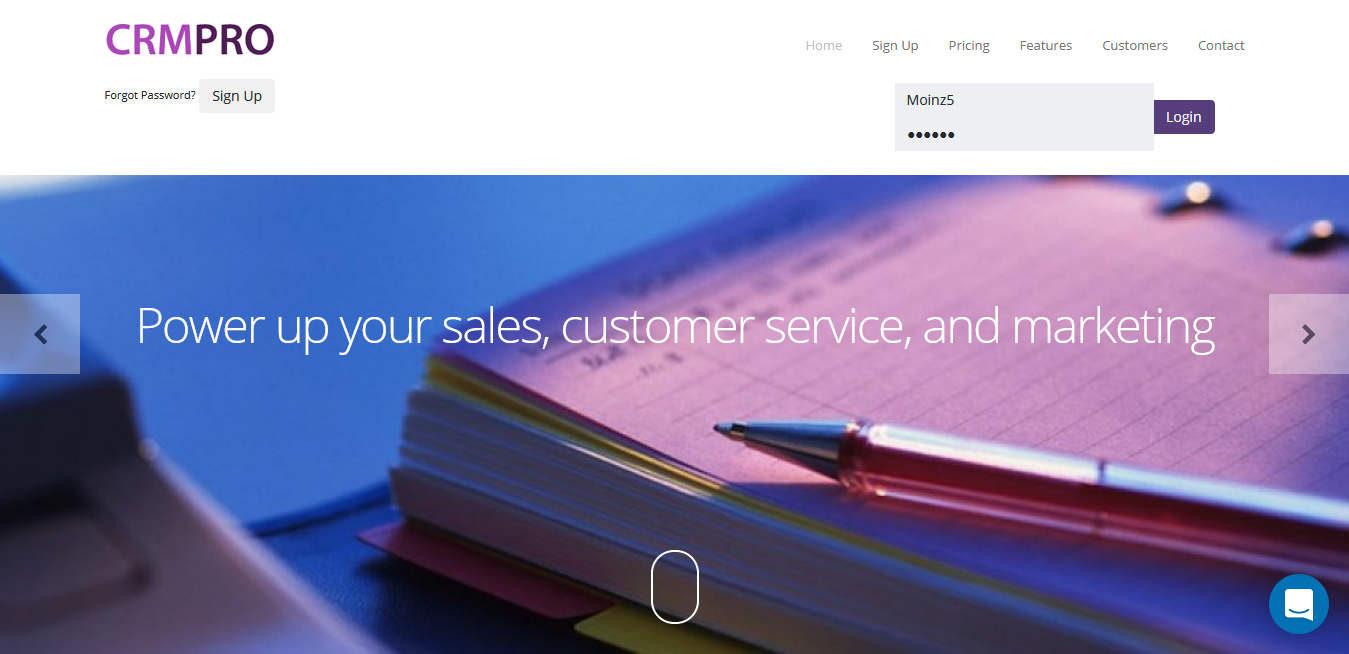 CRMPRO
Home Sign Up Pricing Features Customers Contact
Forgot Password? Sign Up
Moinz5
••••••
Login
Power up your sales, customer service, and marketing